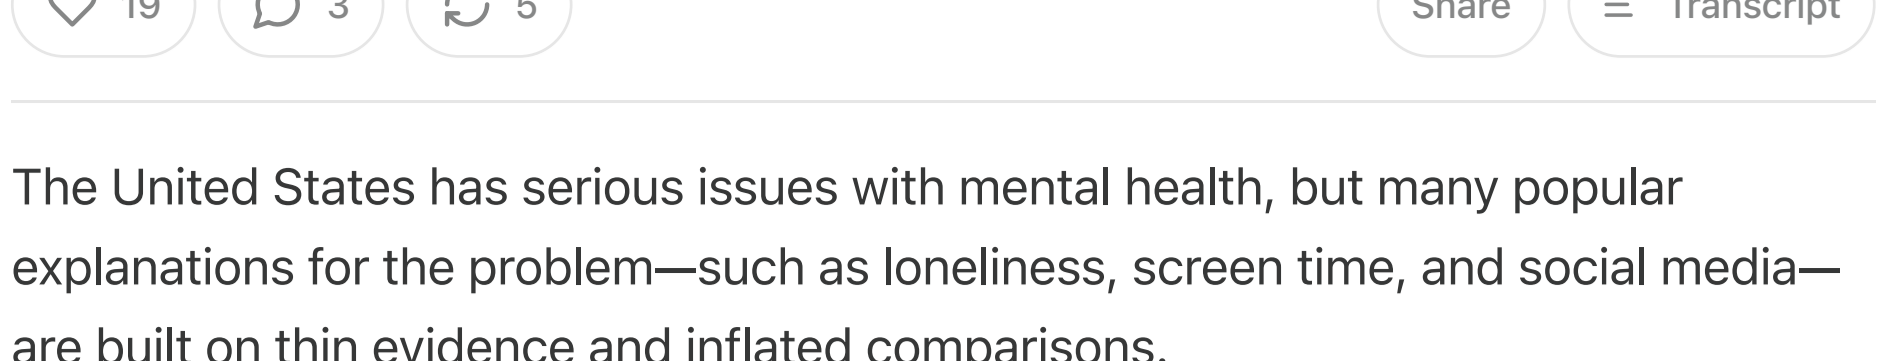 19 3 5 Share Transcript
The United States has serious issues with mental health, but many popular
explanations for the problem—such as loneliness, screen time, and social media—
are built on thin evidence and inflated comparisons.